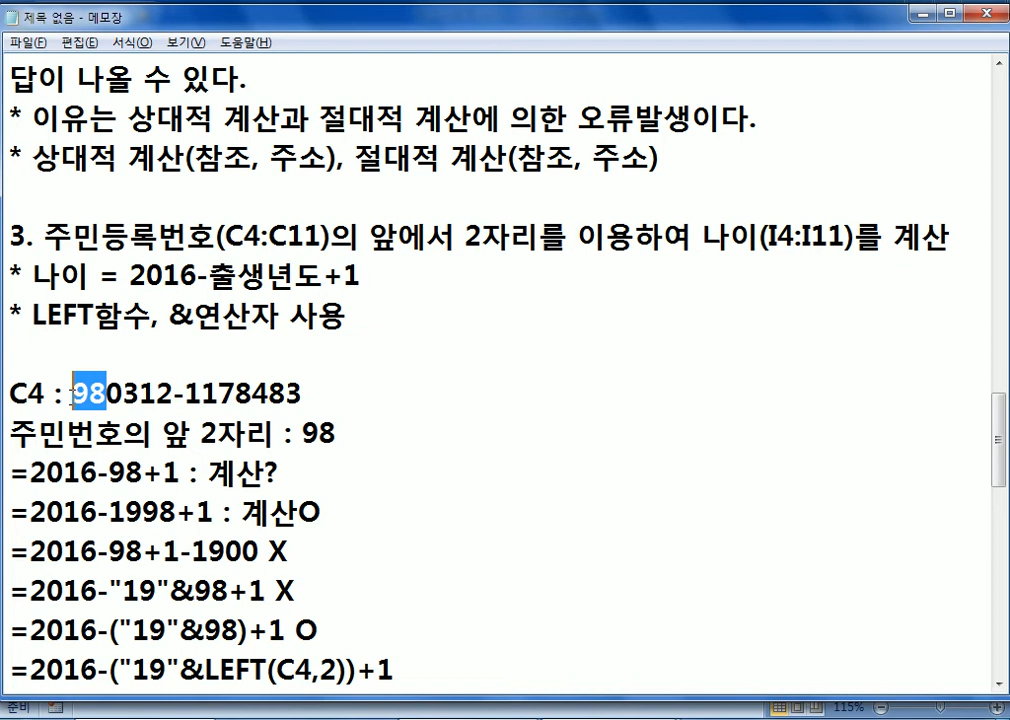 제목 없음 - 메모장
파일(F) 편집(E) 서식(O) 보기(V) 도움말(H)
답이 나올 수 있다.
* 이유는 상대적 계산과 절대적 계산에 의한 오류발생이다.
* 상대적 계산(참조, 주소), 절대적 계산(참조, 주소)
3. 주민등록번호(C4:C11)의 앞에서 2자리를 이용하여 나이(I4:I11)를 계산
* 나이 = 2016-출생년도+1
* LEFT함수, &연산자 사용
C4 : 980312-1178483
주민번호의 앞 2자리 : 98
=2016-98+1 : 계산?
=2016-1998+1 : 계산O
=2016-98+1-1900 X
=2016-"19"&98+1 X
=2016-("19"&98)+1 O
=2016-("19"&LEFT(C4,2))+1
준비 115%